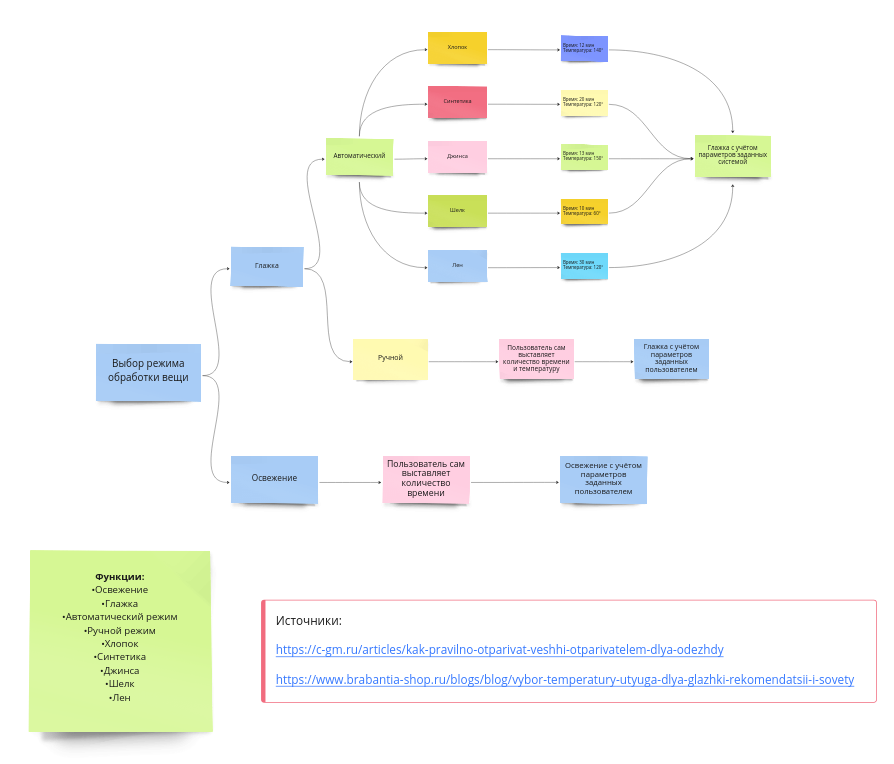 Хлопок
Время: 12 мин
Температура: 140°
Синтетика
Время: 20 мин
Температура: 120°
Автоматический
Джинса
Время: 13 мин
Температура: 150°
Глажка с учётом
параметров заданных
системой
Шелк
Время: 10 мин
Температура: 60°
Глажка
Лен
Время: 30 мин
Температура: 120°
Выбор режима
обработки вещи
Ручной
Пользователь сам
выставляет
количество времени
и температуру
Глажка с учётом
параметров
заданных
пользователем
Освежение
Пользователь сам
выставляет
количество
времени
Освежение с учётом
параметров
заданных
пользователем
Функции:
•Освежение
•Глажка
•Автоматический режим
•Ручной режим
•Хлопок
•Синтетика
•Джинса
•Шелк
•Лен
Источники:
https://c-gm.ru/articles/kak-pravilno-otparivat-veshhi-otparivatelem-dlya-odezhdy
https://www.brabantia-shop.ru/blogs/blog/vybor-temperatury-utyuga-dlya-glazhki-rekomendatsii-i-sovety